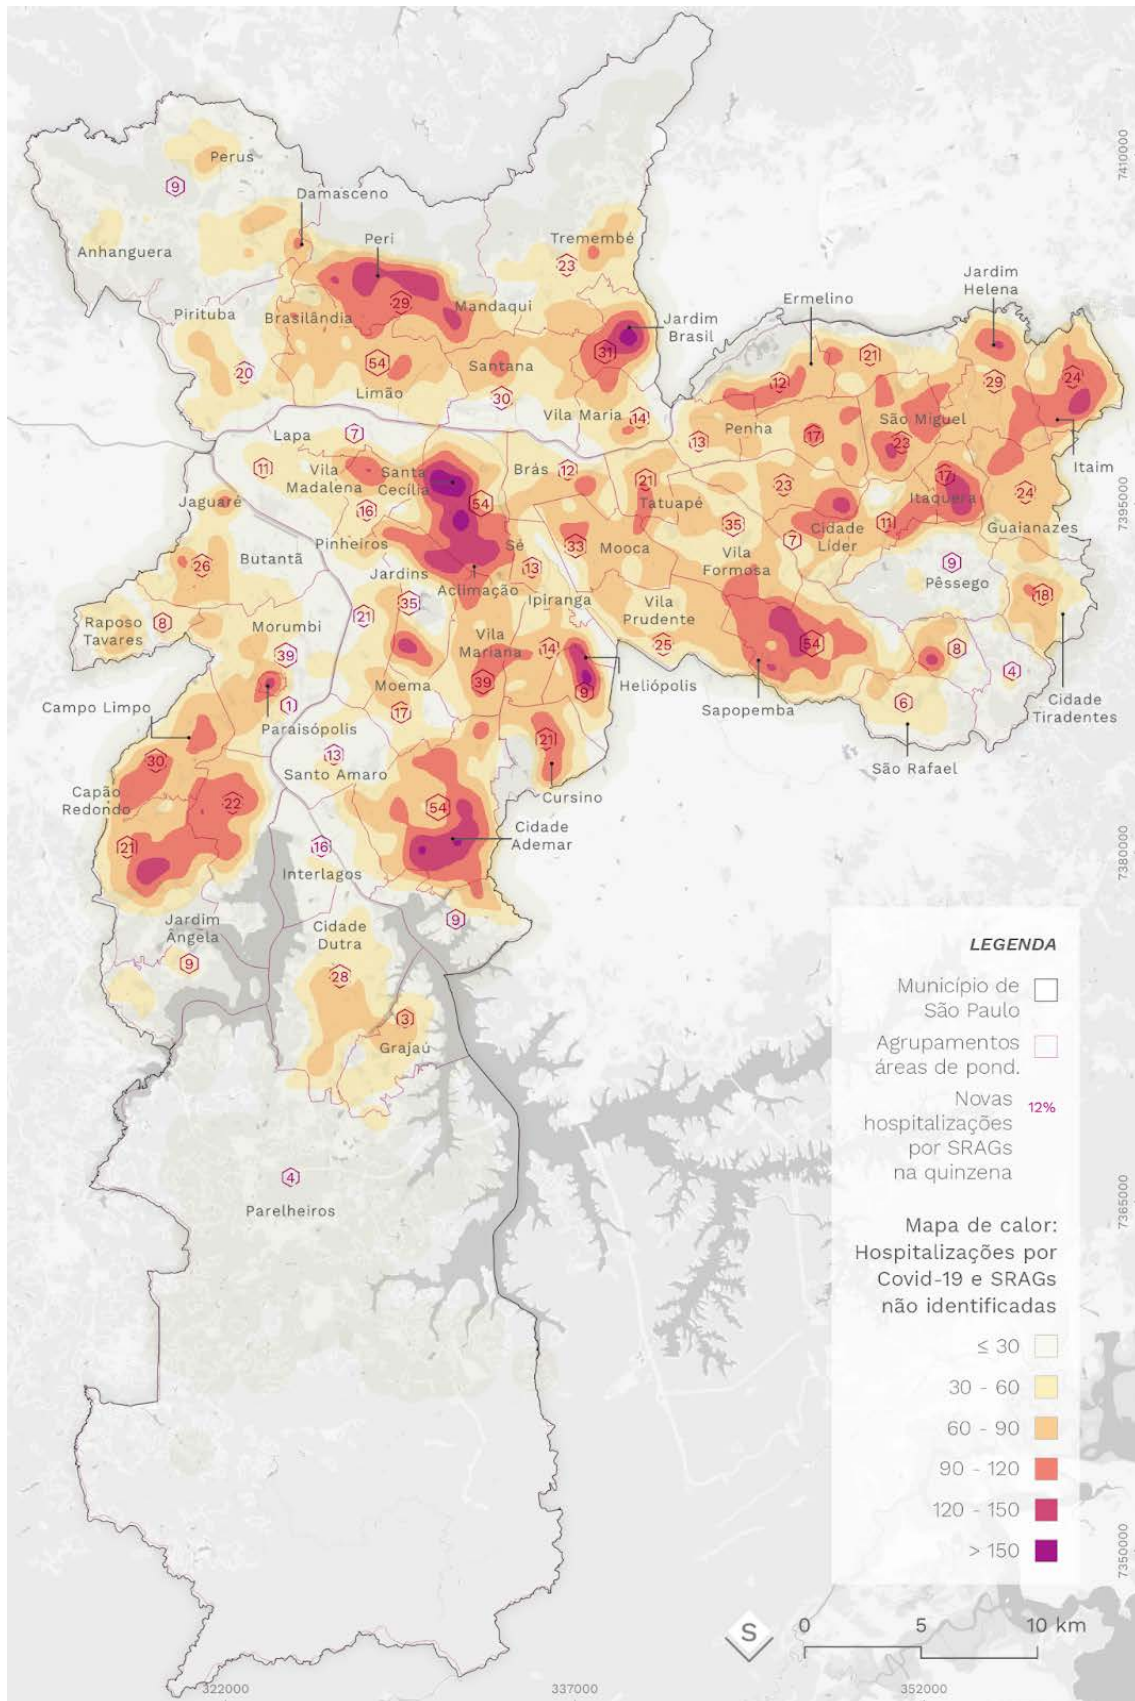 7410000
Perus
9
Damasceno
Anhanguera
Peri
Tremembé
23
Jardim
Helena
Ermelino
29
Pirituba
Brasilândia
Mandaqui
Jardim
Brasil
31
21
20
54
Santana
12
29
24
Limão
30
Vila Maria
14
São Miguel
Lapa
7
13
Penha
17
23
11
Vila
Madalena
Santa
Cecília
Brás
12
21
17
Itaim
Jaguaré
16
54
Tatuapé
23
Itaquera
24
7395000
Pinheiros
Sé
33
Mooca
35
7
Cidade
Líder
11
Guaianazes
26
Butantã
Jardins
Aclimação
13
Vila
Formosa
9
Pêssego
Raposo
Tavares
8
21
35
Ipiranga
Vila
Prudente
18
Morumbi
39
Vila
Mariana
14
25
54
8
4
Campo Limpo
Paraisópolis
1
Moema
39
9
Heliópolis
Sapopemba
6
Cidade
Tiradentes
17
São Rafael
30
13
Santo Amaro
21
Cursino
Capão
Redondo
22
54
Cidade
Ademar
21
16
Interlagos
7380000
Jardim
Ângela
Cidade
Dutra
9
9
28
3
Grajaú
4
Parelheiros
LEGENDA
Município de
São Paulo
Agrupamentos
áreas de pond.
Novas
hospitalizações
por SRAGs
na quinzena
12%
7365000
Mapa de calor:
Hospitalizações por
Covid-19 e SRAGs
não identificadas
≤ 30
30 - 60
60 - 90
90 - 120
120 - 150
> 150
7350000
S
0
5
10 km
322000
337000
352000